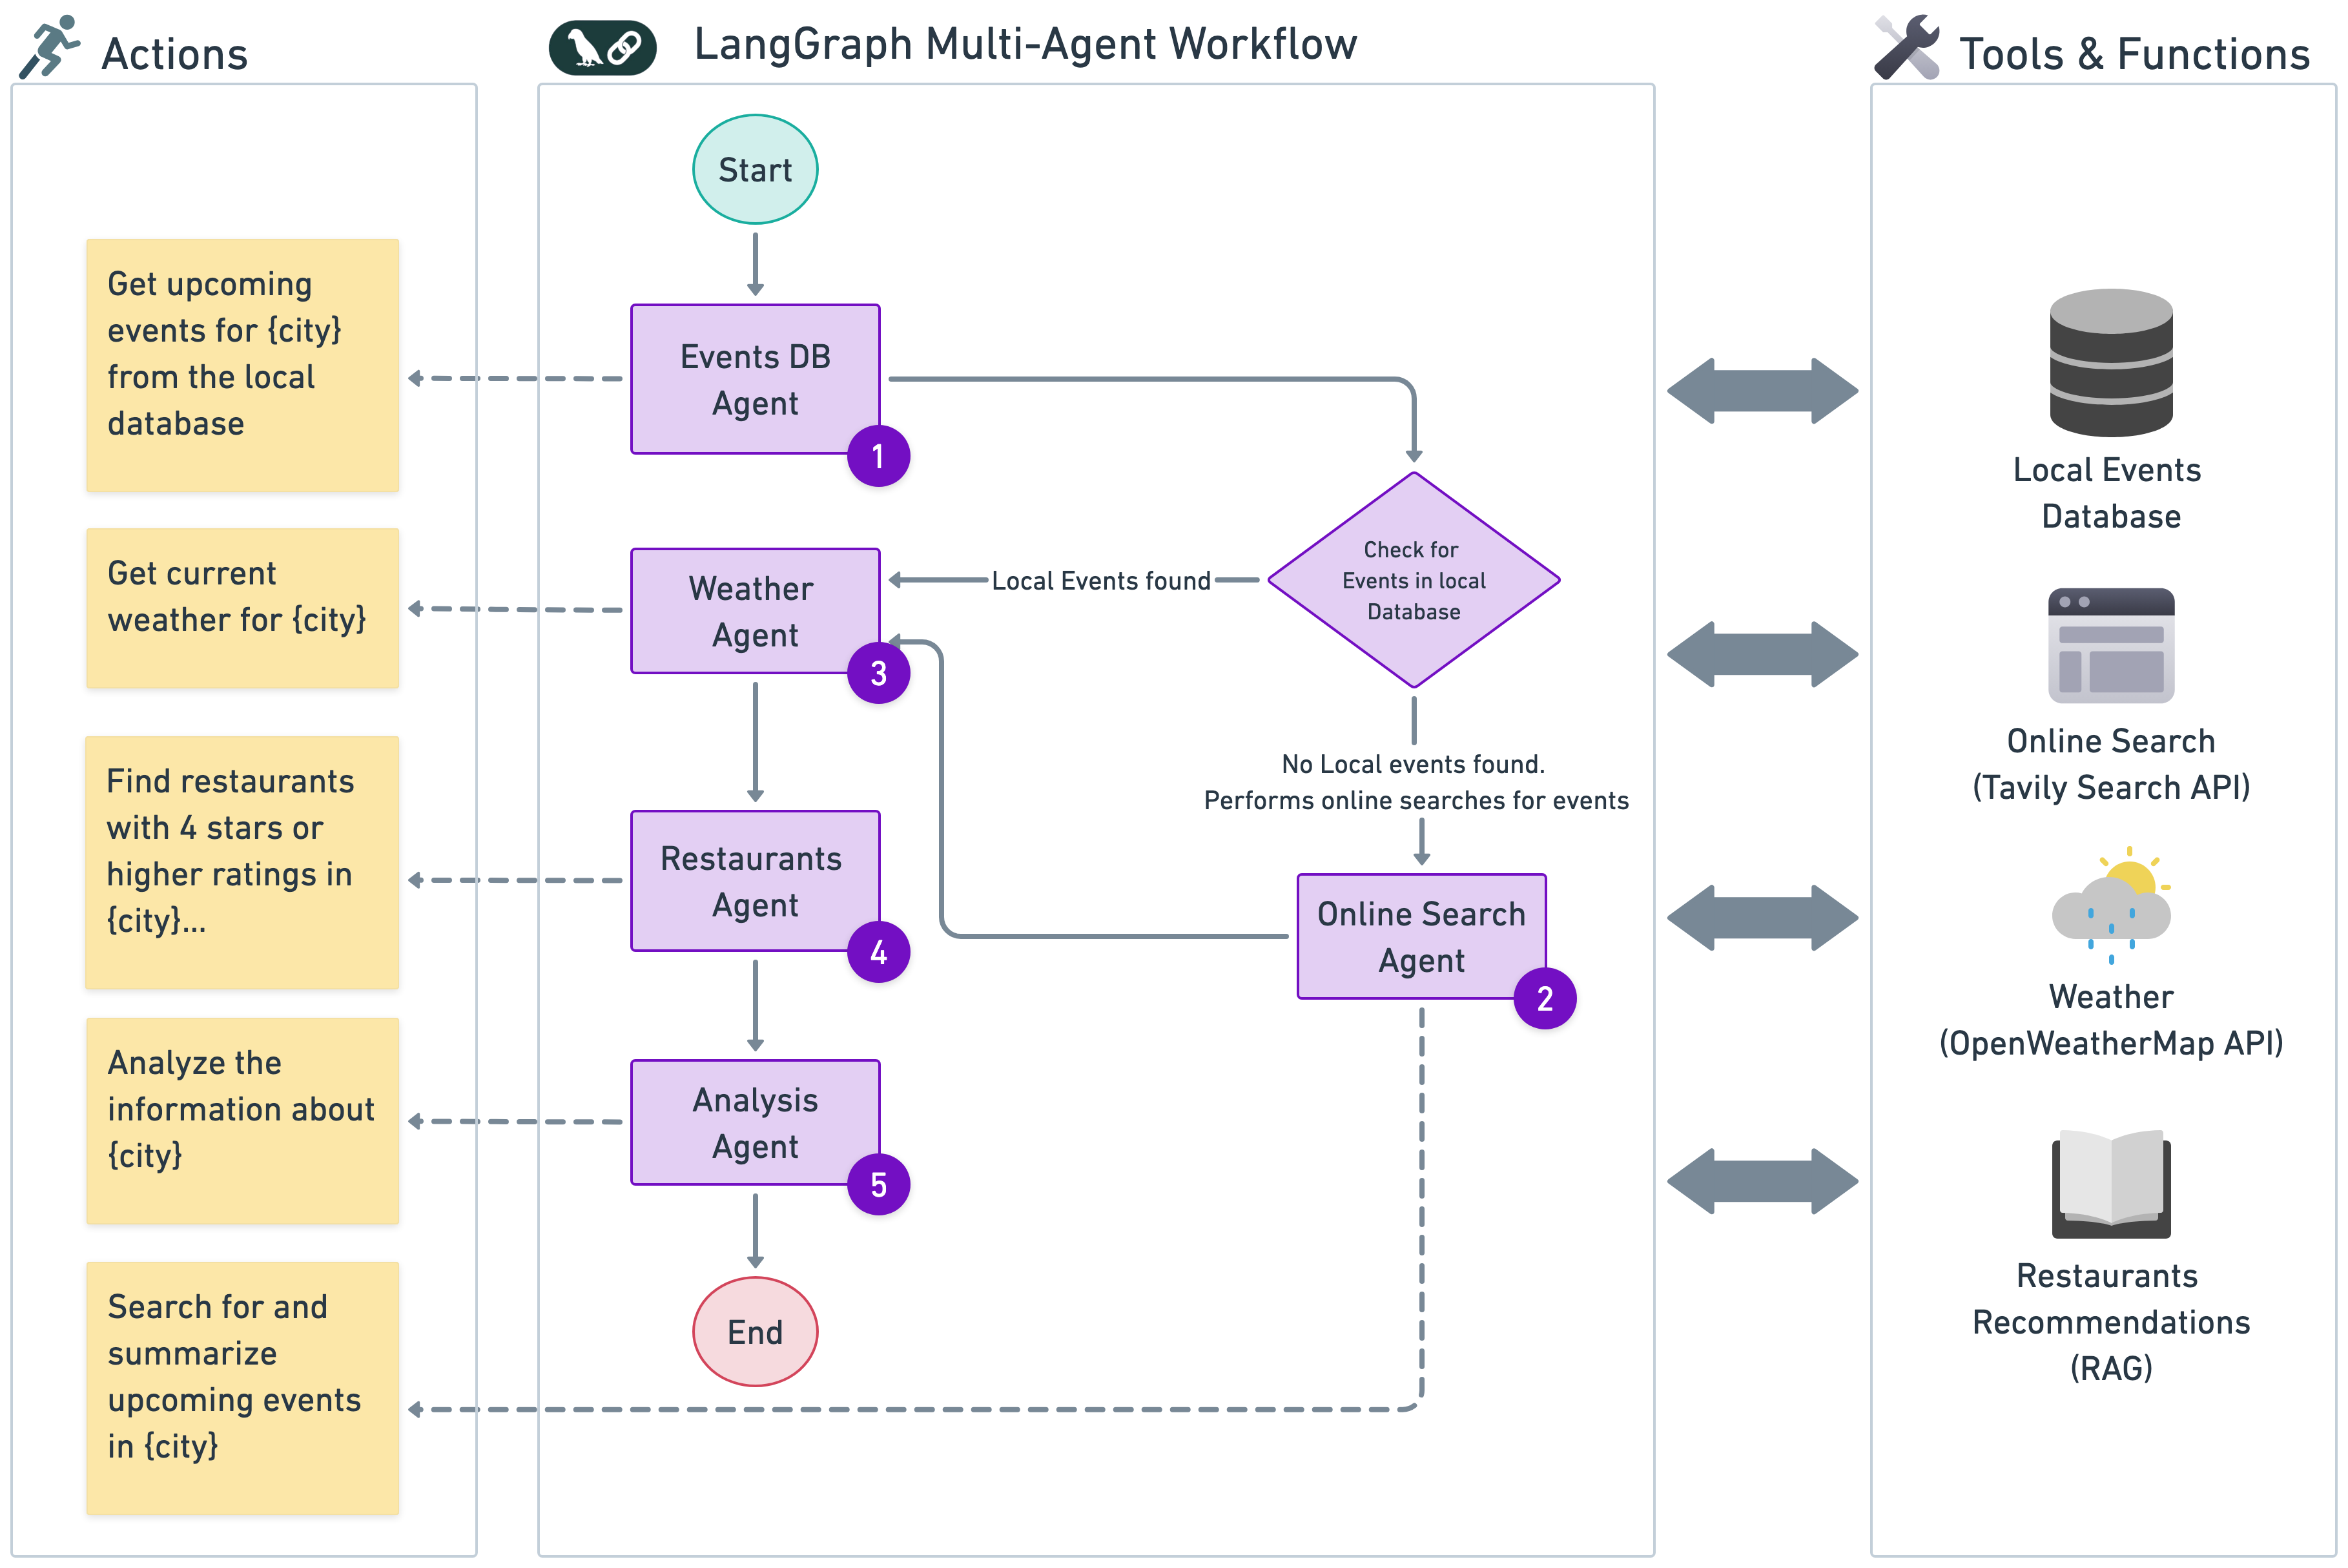 Actions
Get upcoming
events for {city}
from the local
database
Get current
weather for {city}
Find restaurants
with 4 stars or
higher ratings in
{city}...
Analyze the
information about
{city}
Search for and
summarize
upcoming events
in {city}
LangGraph Multi-Agent Workflow
Start
Events DB
Agent
1
Check for
Events in local
Database
Local Events found
Weather
Agent
3
No Local events found.
Performs online searches for events
Restaurants
Agent
4
Online Search
Agent
2
Analysis
Agent
5
End
Tools & Functions
Local Events
Database
Online Search
(Tavily Search API)
Weather
(OpenWeatherMap API)
Restaurants
Recommendations
(RAG)